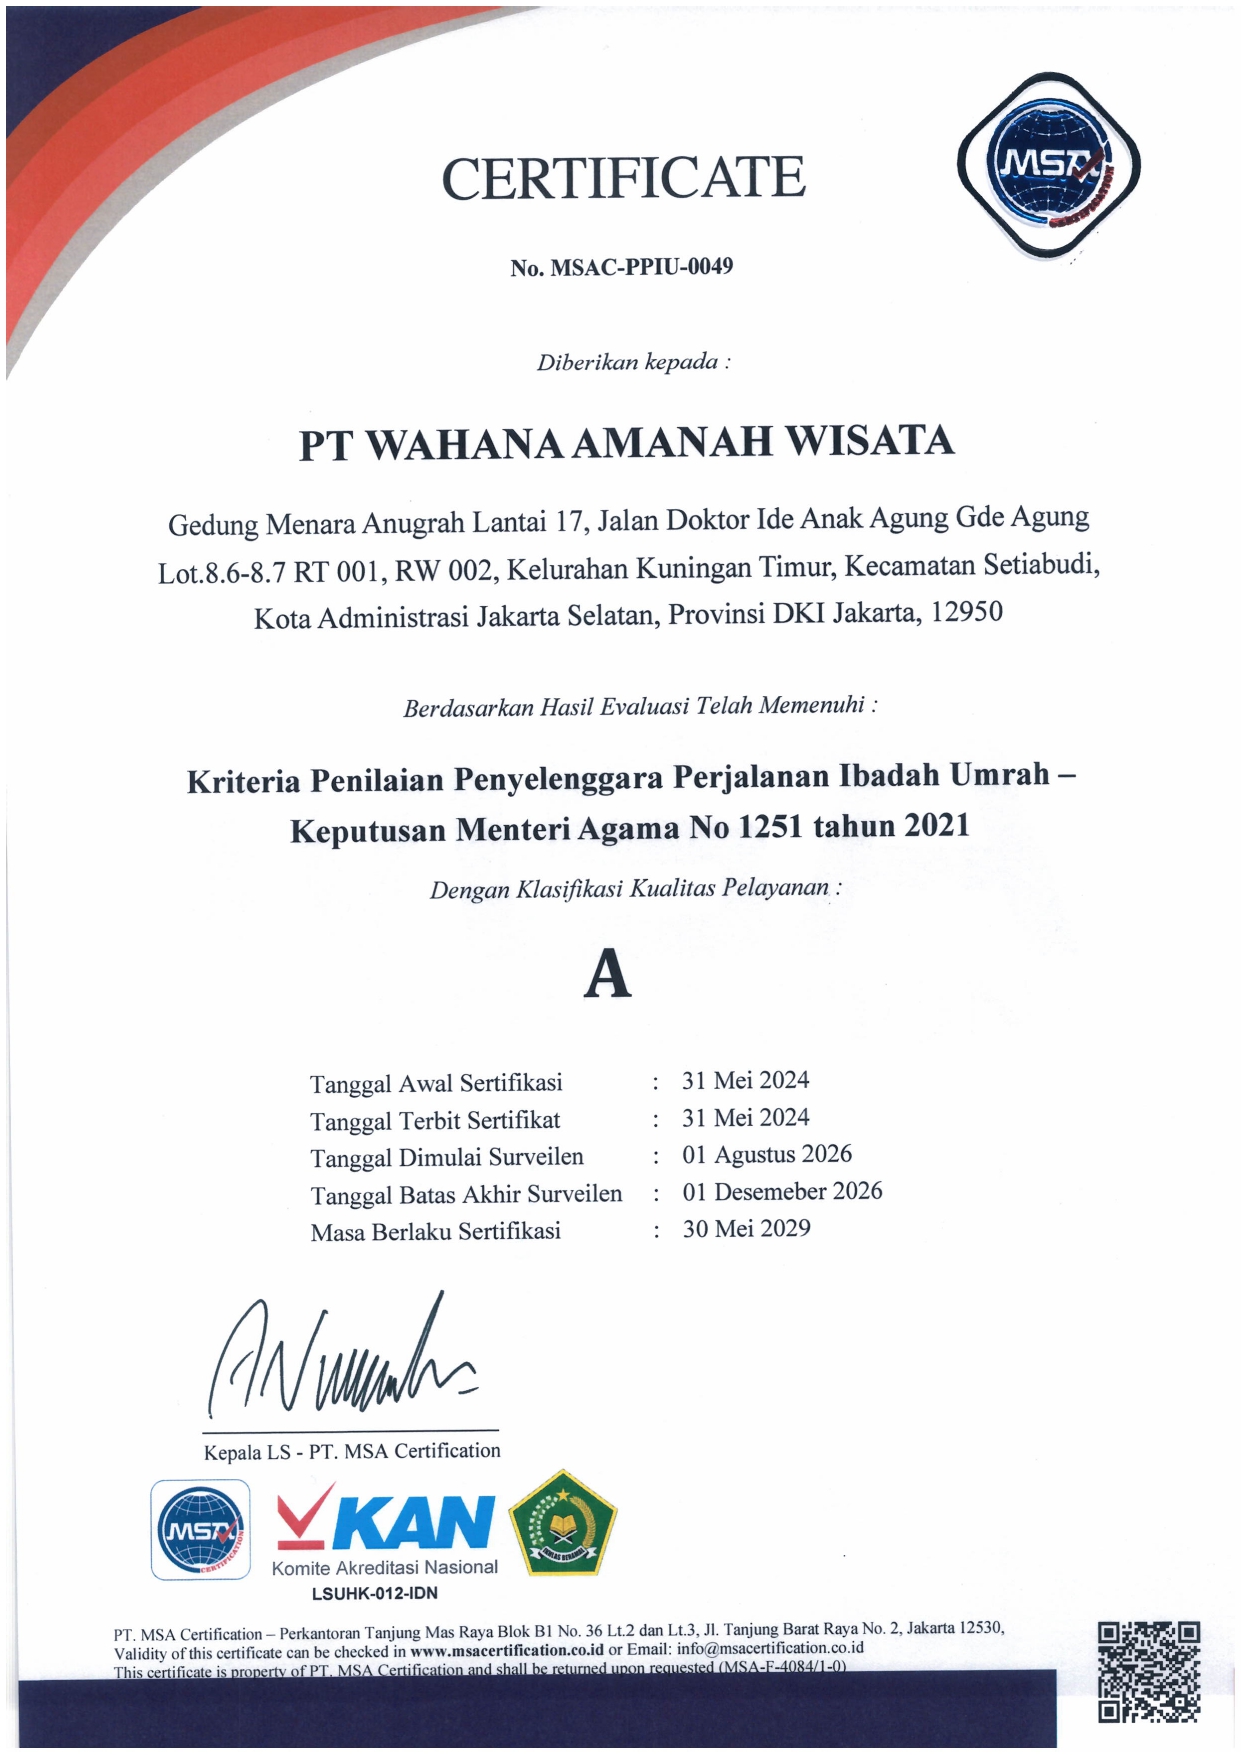 MSA
CERTIFICATION
CERTIFICATE
No. MSAC-PPIU-0049
Diberikan kepada :
PT WAHANA AMANAH WISATA
Gedung Menara Anugrah Lantai 17, Jalan Doktor Ide Anak Agung Gde Agung
Lot.8.6-8.7 RT 001, RW 002, Kelurahan Kuningan Timur, Kecamatan Setiabudi,
Kota Administrasi Jakarta Selatan, Provinsi DKI Jakarta, 12950
Berdasarkan Hasil Evaluasi Telah Memenuhi :
Kriteria Penilaian Penyelenggara Perjalanan Ibadah Umrah –
Keputusan Menteri Agama No 1251 tahun 2021
Dengan Klasifikasi Kualitas Pelayanan :
A
Tanggal Awal Sertifikasi : 31 Mei 2024
Tanggal Terbit Sertifikat : 31 Mei 2024
Tanggal Dimulai Surveilen : 01 Agustus 2026
Tanggal Batas Akhir Surveilen : 01 Desemeber 2026
Masa Berlaku Sertifikasi : 30 Mei 2029
Kepala LS - PT. MSA Certification
MSA
CERTIFICATION
KAN
Komite Akreditasi Nasional
LSUHK-012-IDN
IKHLAS BERAMAL
PT. MSA Certification – Perkantoran Tanjung Mas Raya Blok B1 No. 36 Lt.2 dan Lt.3, Jl. Tanjung Barat Raya No. 2, Jakarta 12530,
Validity of this certificate can be checked in www.msacertification.co.id or Email: info@msacertification.co.id
This certificate is property of PT. MSA Certification and shall be returned upon requested (MSA-F-4084/1-0)